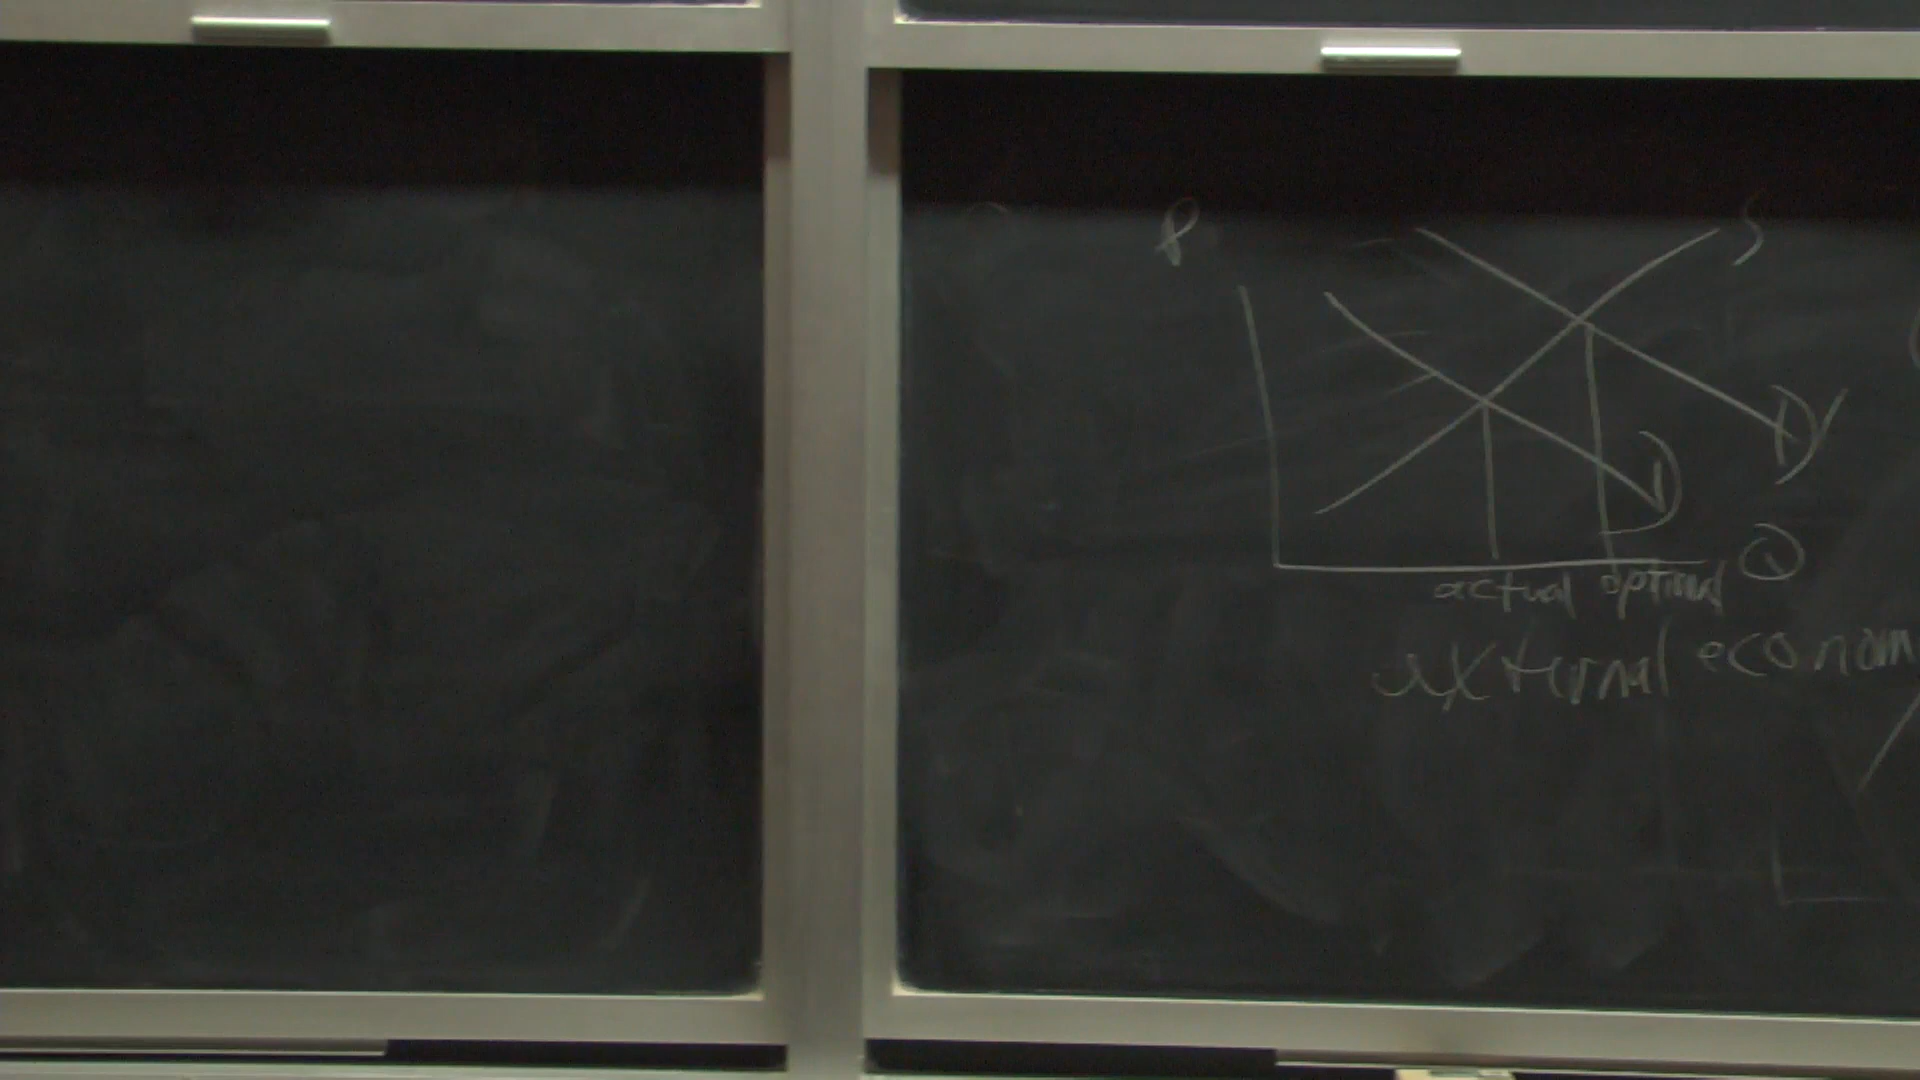 P
S
D'
D
Q
actual optimal
external econom